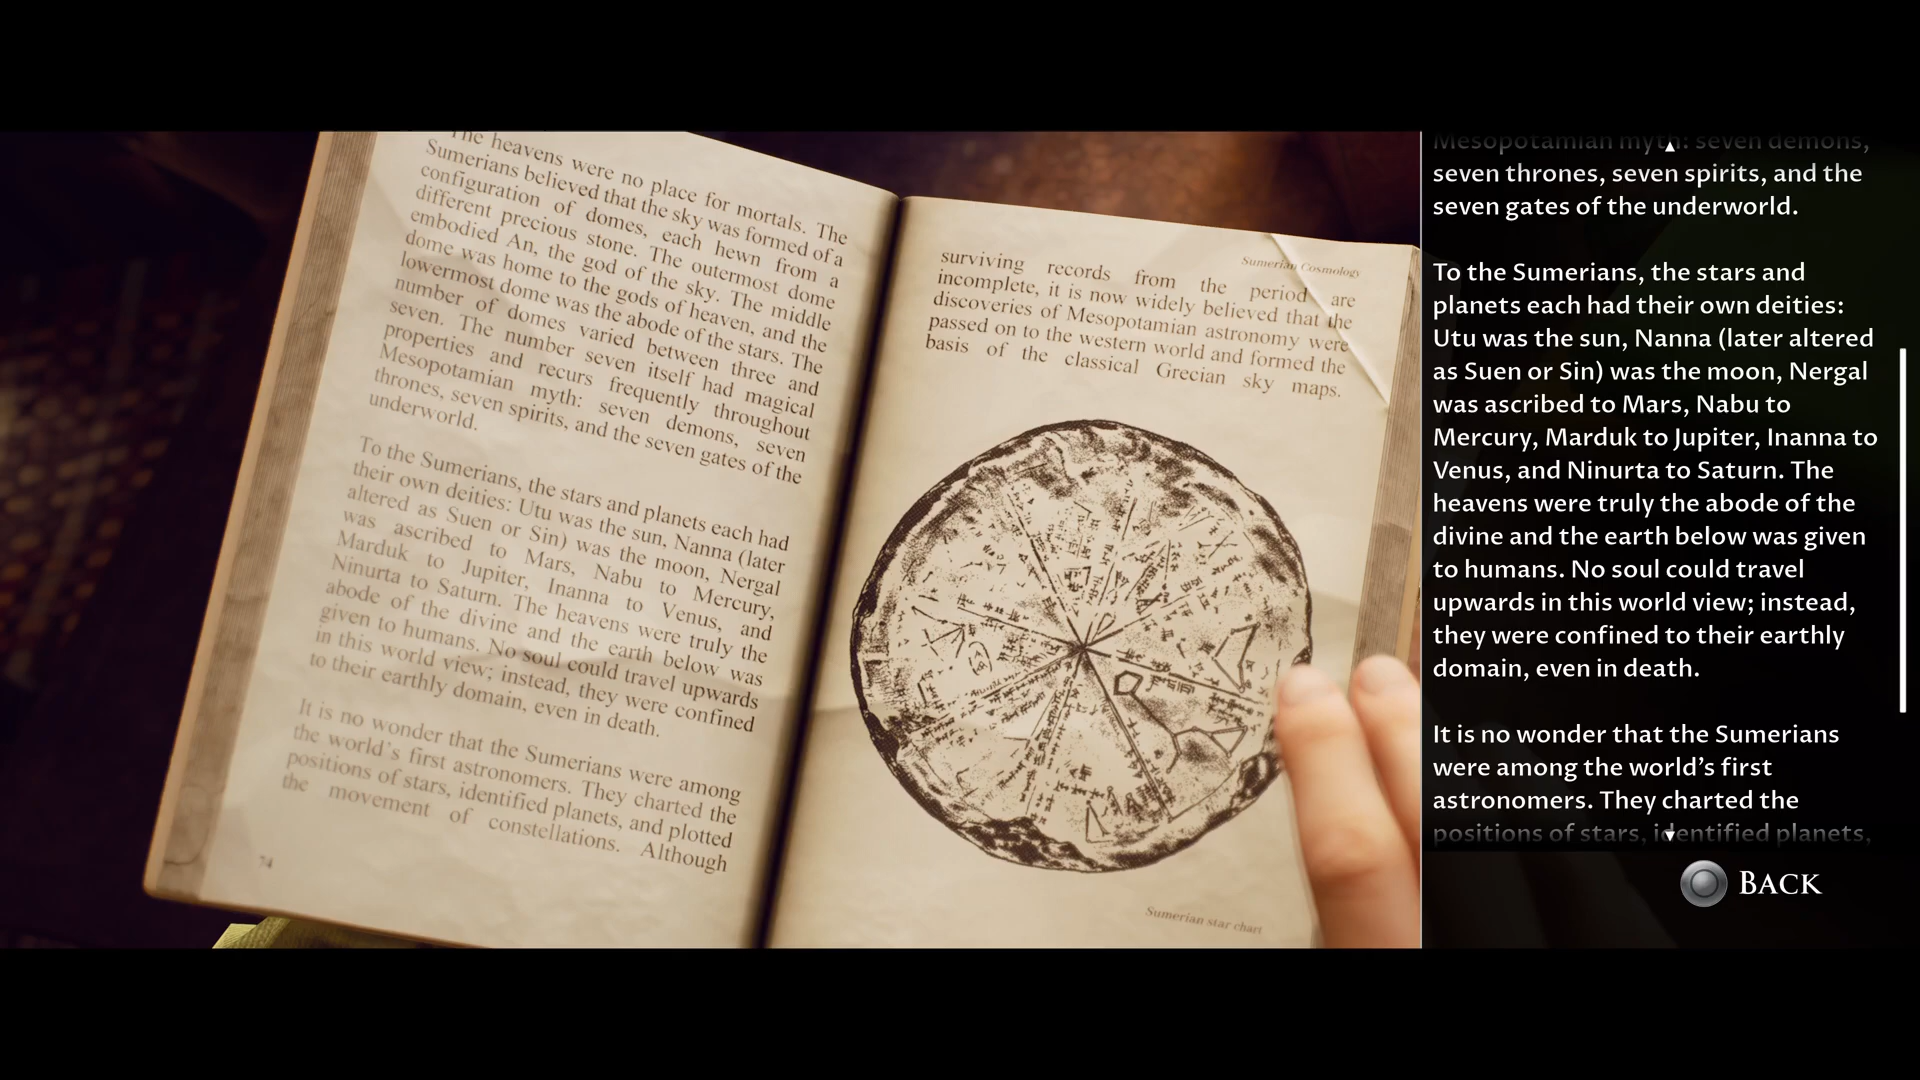 The heavens were no place for mortals. The
Sumerians believed that the sky was formed of a
configuration of domes, each hewn from a
different precious stone. The outermost dome
embodied An, the god of the sky. The middle
dome was home to the gods of heaven, and the
lowermost dome was the abode of the stars. The
number of domes varied between three and
seven. The number seven itself had magical
properties and recurs frequently throughout
Mesopotamian myth: seven demons, seven
thrones, seven spirits, and the seven gates of the
underworld.
To the Sumerians, the stars and planets each had
their own deities: Utu was the sun, Nanna (later
altered as Suen or Sin) was the moon, Nergal
was ascribed to Mars, Nabu to Mercury,
Marduk to Jupiter, Inanna to Venus, and
Ninurta to Saturn. The heavens were truly the
abode of the divine and the earth below was
given to humans. No soul could travel upwards
in this world view; instead, they were confined
to their earthly domain, even in death.
It is no wonder that the Sumerians were among
the world's first astronomers. They charted the
positions of stars, identified planets, and plotted
the movement of constellations. Although
74
Sumerian Cosmology
surviving records from the period are
incomplete, it is now widely believed that the
discoveries of Mesopotamian astronomy were
passed on to the western world and formed the
basis of the classical Grecian sky maps.
Sumerian star chart
Mesopotamian myth: seven demons,
seven thrones, seven spirits, and the
seven gates of the underworld.
To the Sumerians, the stars and
planets each had their own deities:
Utu was the sun, Nanna (later altered
as Suen or Sin) was the moon, Nergal
was ascribed to Mars, Nabu to
Mercury, Marduk to Jupiter, Inanna to
Venus, and Ninurta to Saturn. The
heavens were truly the abode of the
divine and the earth below was given
to humans. No soul could travel
upwards in this world view; instead,
they were confined to their earthly
domain, even in death.
It is no wonder that the Sumerians
were among the world's first
astronomers. They charted the
positions of stars, identified planets,
BACK